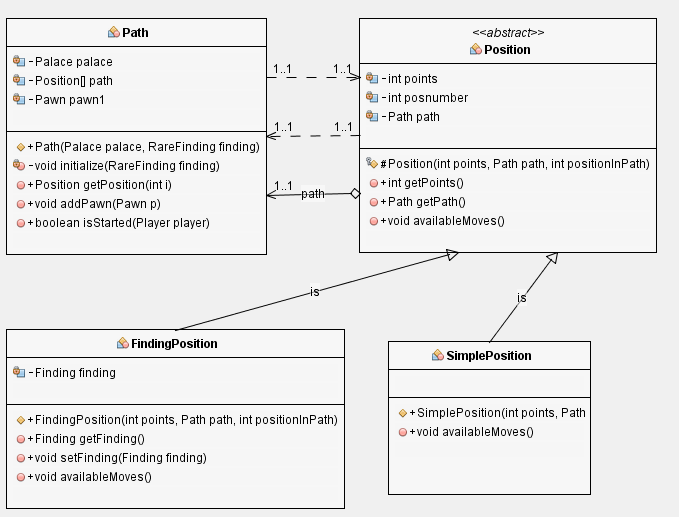 Path
- Palace palace
- Position[] path
- Pawn pawn1
+ Path(Palace palace, RareFinding finding)
- void initialize(RareFinding finding)
+ Position getPosition(int i)
+ void addPawn(Pawn p)
+ boolean isStarted(Player player)
1..1 1..1
1..1 1..1
1..1 path
<<abstract>>
Position
- int points
- int posnumber
- Path path
# Position(int points, Path path, int positionInPath)
+ int getPoints()
+ Path getPath()
+ void availableMoves()
is
is
FindingPosition
- Finding finding
+ FindingPosition(int points, Path path, int positionInPath)
+ Finding getFinding()
+ void setFinding(Finding finding)
+ void availableMoves()
SimplePosition
+ SimplePosition(int points, Path
+ void availableMoves()